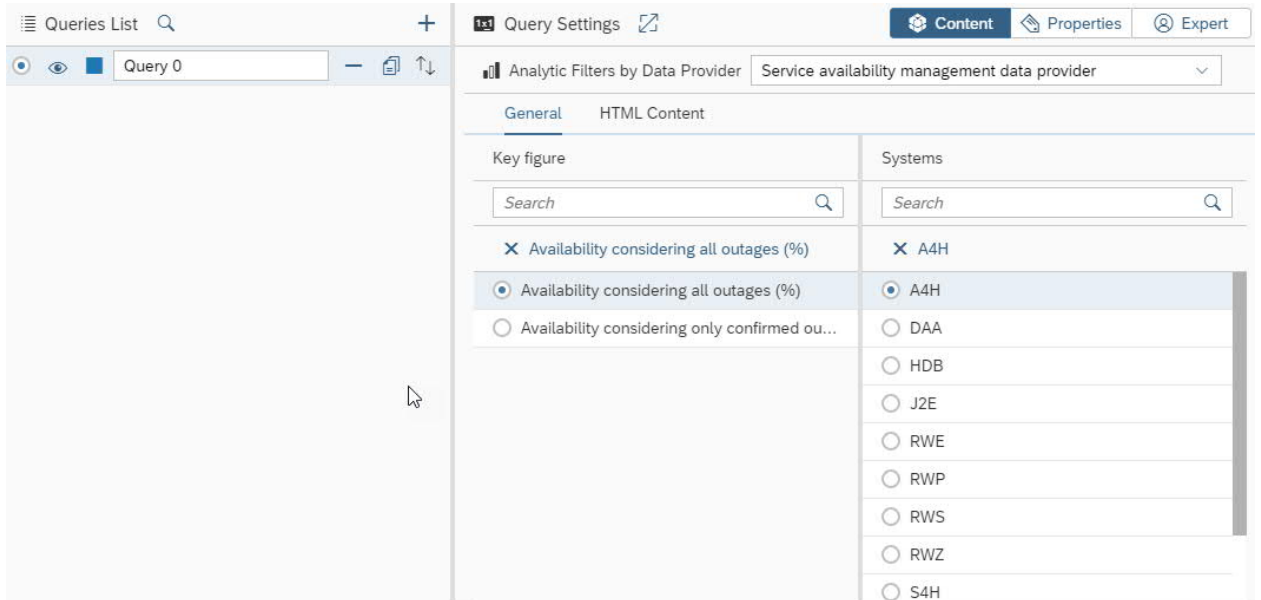 Queries List
Query 0
1x1 Query Settings
Content
Properties
Expert
Analytic Filters by Data Provider
Service availability management data provider
General
HTML Content
Key figure
Search
Availability considering all outages (%)
Availability considering all outages (%)
Availability considering only confirmed ou...
Systems
Search
A4H
A4H
DAA
HDB
J2E
RWE
RWP
RWS
RWZ
S4H